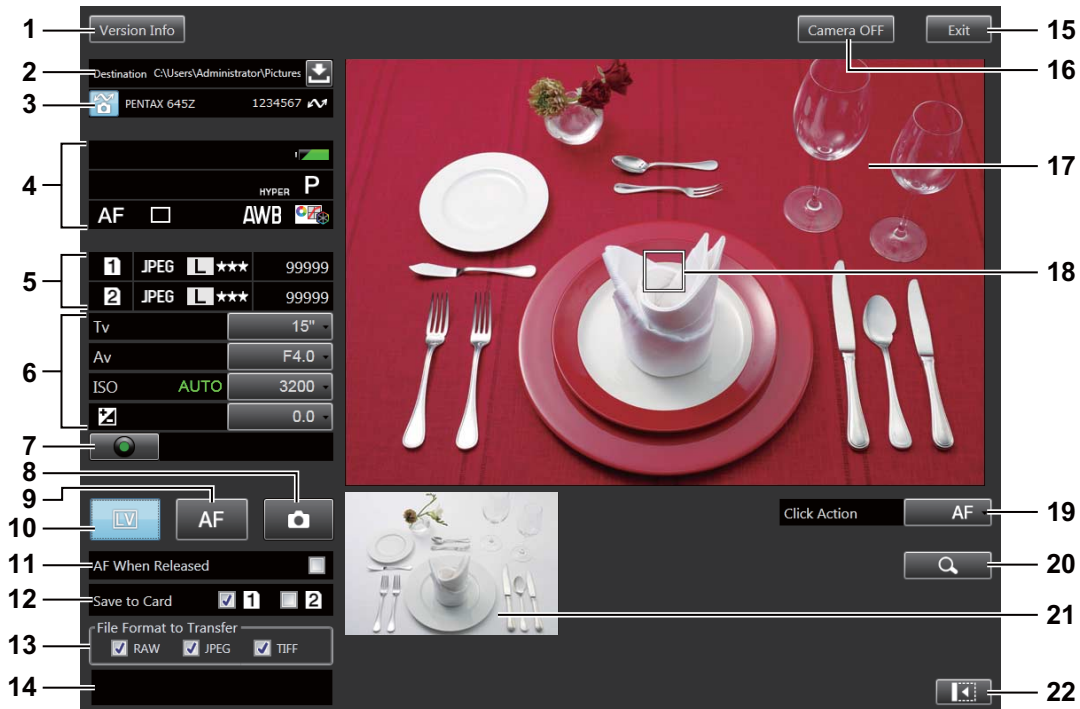 1 Version Info Camera OFF Exit 15
16
2 Destination C:\Users\Administrator\Pictures
3 PENTAX 645Z 1234567
4
HYPER P
AF AWB
17
18
5 1 JPEG L ★★★ 99999
2 JPEG L ★★★ 99999
6 Tv 15"
Av F4.0
ISO AUTO 3200
0.0
7
8
9
10 LV AF
Click Action AF 19
11 AF When Released
20
12 Save to Card 1 2
21
File Format to Transfer
13 RAW JPEG TIFF
14
22